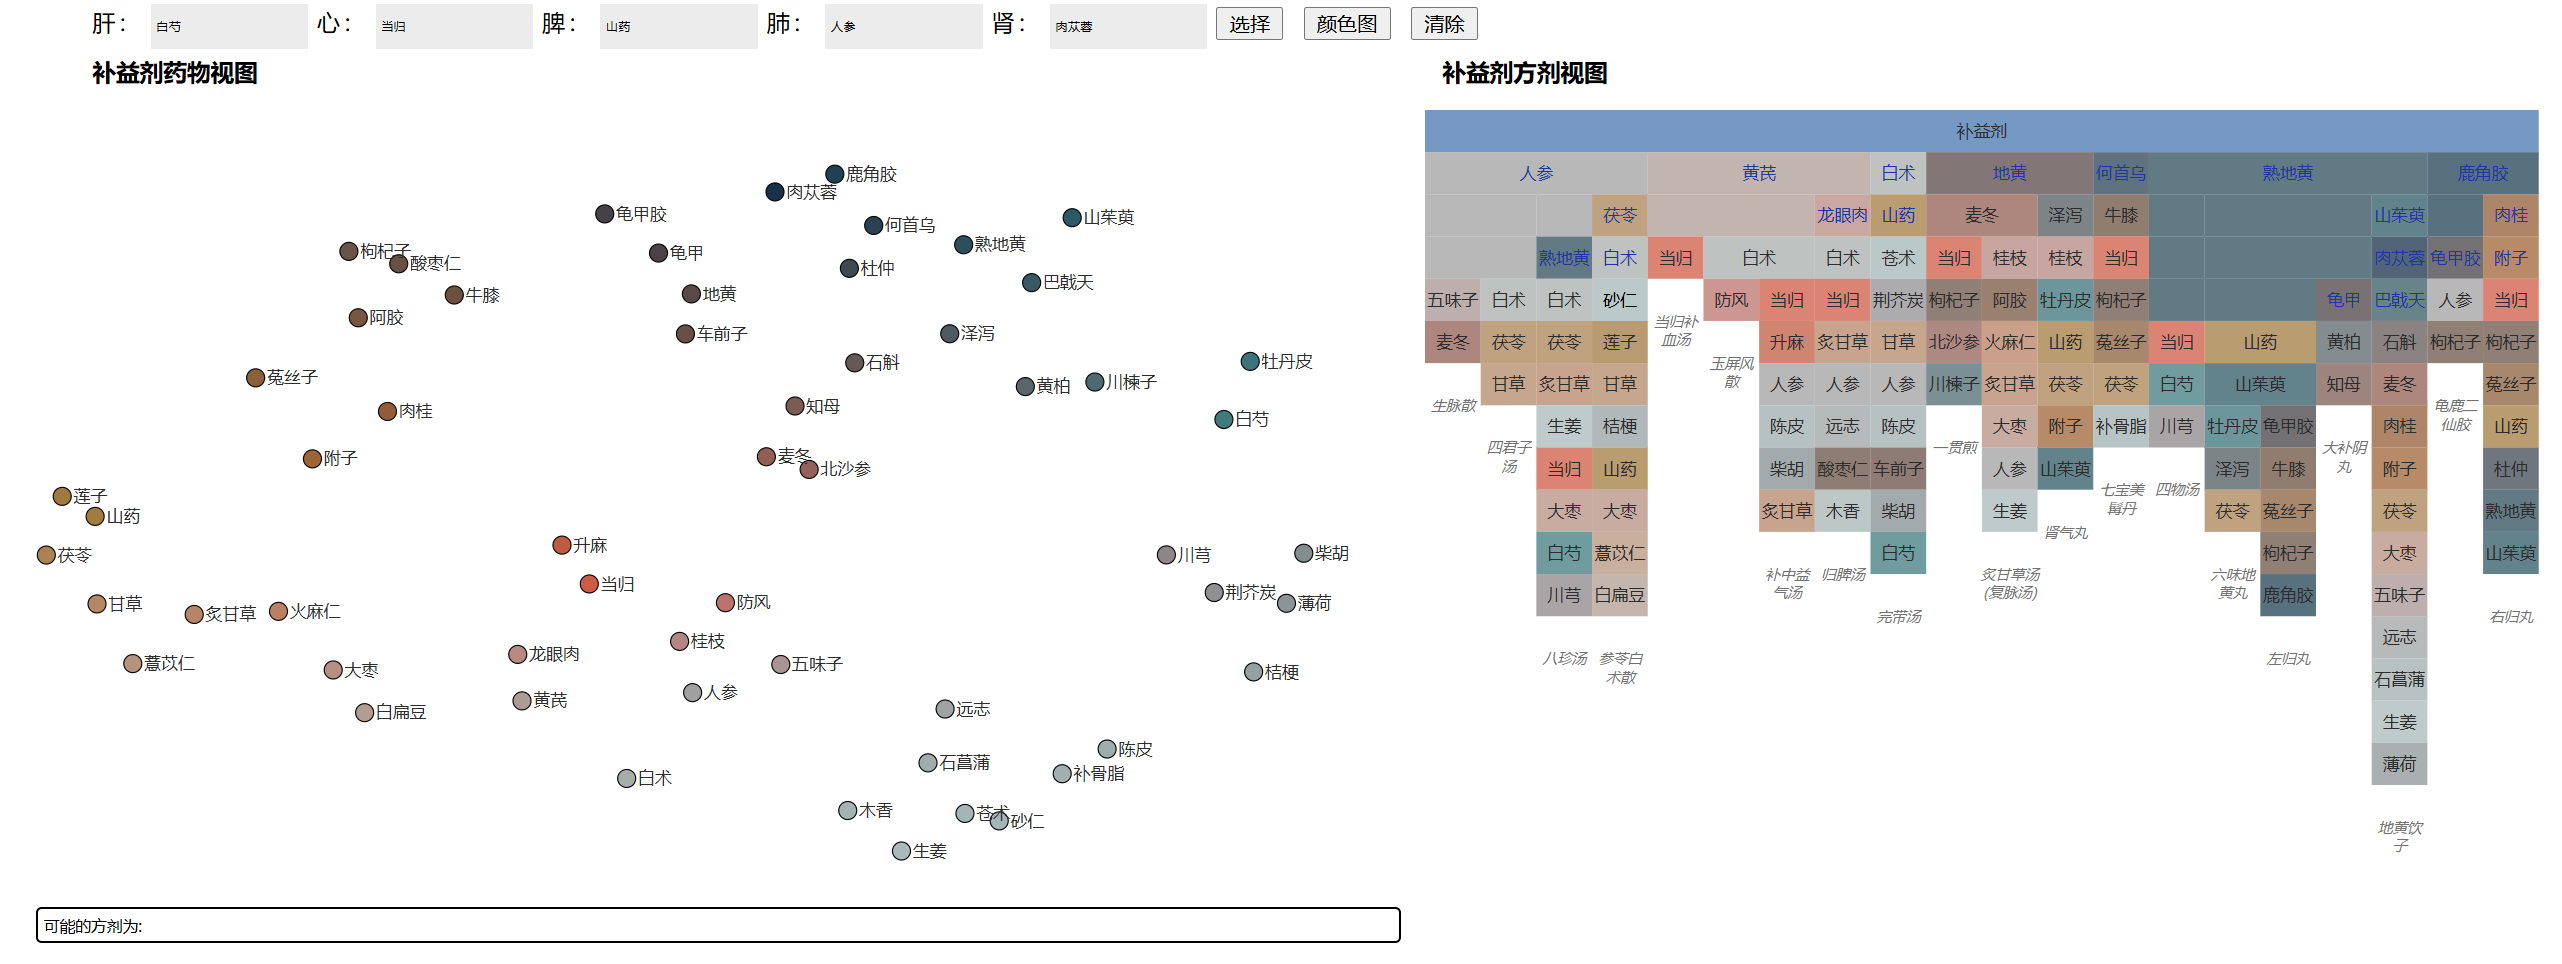 肝： 白芍 心： 当归 脾： 山药 肺： 人参 肾： 肉苁蓉 选择 颜色图 清除
补益剂药物视图
鹿角胶
肉苁蓉
龟甲胶
山茱萸
何首乌
熟地黄
枸杞子
龟甲
酸枣仁
杜仲
巴戟天
牛膝
地黄
阿胶
车前子
泽泻
石斛
牡丹皮
菟丝子
黄柏
川楝子
肉桂
知母
白芍
附子
麦冬
北沙参
莲子
山药
升麻
茯苓
川芎
柴胡
当归
荆芥炭
甘草
炙甘草
火麻仁
防风
薄荷
桂枝
龙眼肉
薏苡仁
大枣
五味子
桔梗
黄芪
人参
白扁豆
远志
陈皮
石菖蒲
补骨脂
白术
木香
苍术
砂仁
生姜
可能的方剂为:
补益剂方剂视图
补益剂
人参 黄芪 白术 地黄 何首乌 熟地黄 鹿角胶
茯苓 龙眼肉 山药 麦冬 泽泻 牛膝 山茱萸 肉桂
熟地黄 白术 当归 白术 白术 苍术 当归 桂枝 桂枝 当归 肉苁蓉 龟甲胶 附子
五味子 白术 白术 砂仁 防风 当归 当归 荆芥炭 枸杞子 阿胶 牡丹皮 枸杞子 龟甲 巴戟天 人参 当归
当归补
血汤
麦冬 茯苓 茯苓 莲子 升麻 炙甘草 甘草 北沙参 火麻仁 山药 菟丝子 当归 山药 黄柏 石斛 枸杞子 枸杞子
玉屏风
散
甘草 炙甘草 甘草 人参 人参 人参 川楝子 炙甘草 茯苓 茯苓 白芍 山茱萸 知母 麦冬 菟丝子
生脉散
龟鹿二
仙胶
生姜 桔梗 陈皮 远志 陈皮 大枣 附子 补骨脂 川芎 牡丹皮 龟甲胶 肉桂 山药
四君子
汤
一贯煎
大补阴
丸
当归 山药 柴胡 酸枣仁 车前子 人参 山茱萸 泽泻 牛膝 附子 杜仲
七宝美
髯丹
四物汤
大枣 大枣 炙甘草 木香 柴胡 生姜 茯苓 菟丝子 茯苓 熟地黄
肾气丸
白芍 薏苡仁 白芍 枸杞子 大枣 山茱萸
补中益
气汤
归脾汤
炙甘草汤
(复脉汤)
六味地
黄丸
川芎 白扁豆 鹿角胶 五味子
完带汤
右归丸
远志
八珍汤
参苓白
术散
左归丸
石菖蒲
生姜
薄荷
地黄饮
子